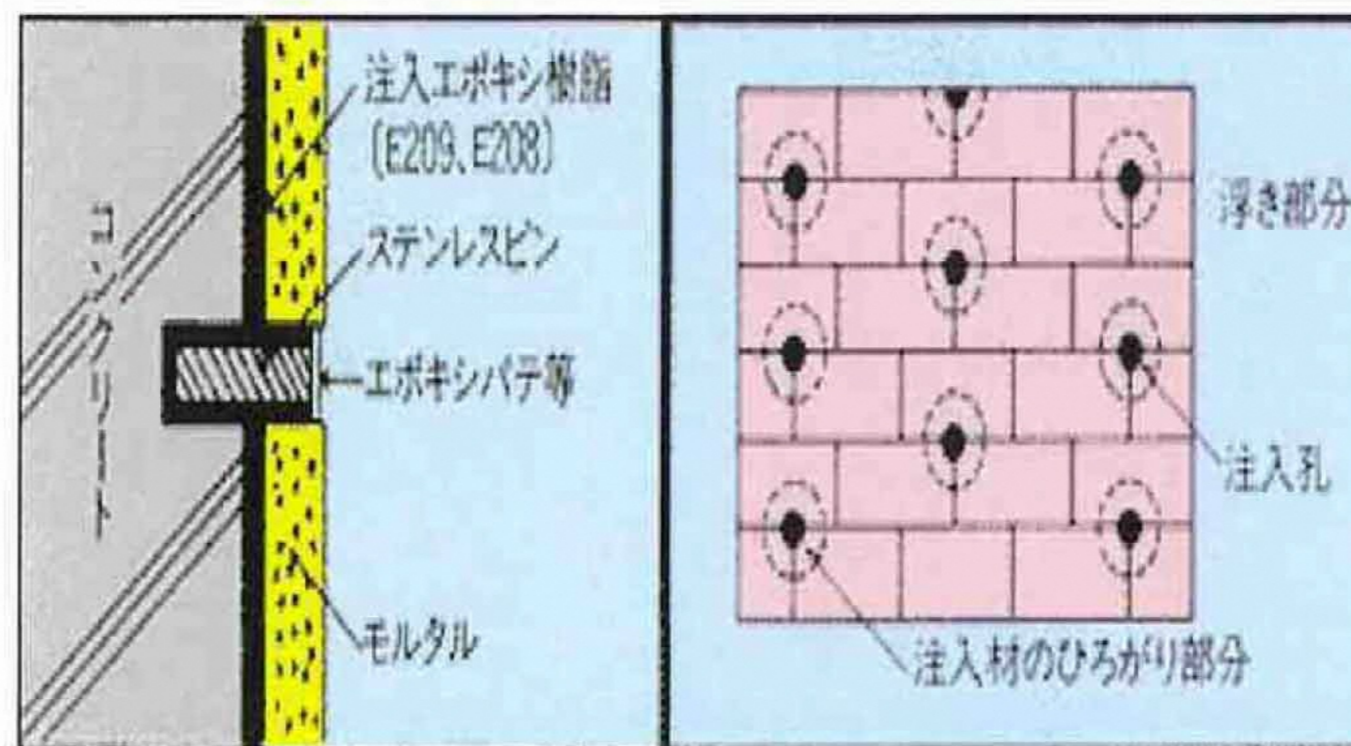 注入エポキシ樹脂
(E209、E208)
ステンレスピン
エポキシパテ等
コンクリート
モルタル
浮き部分
注入孔
注入材のひろがり部分